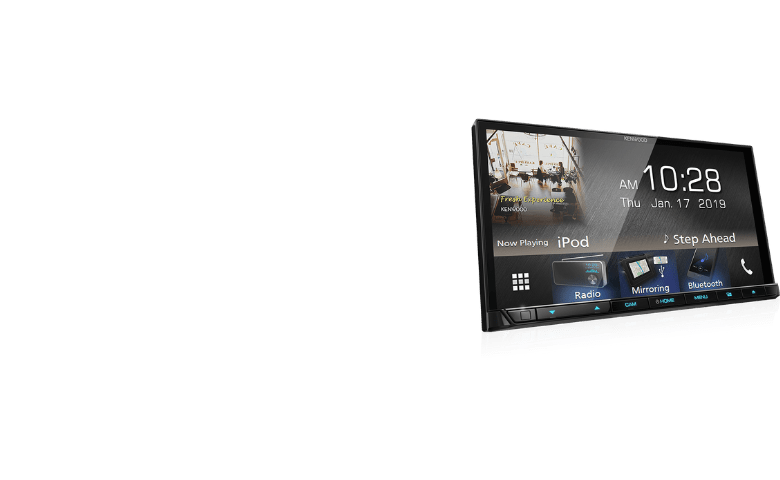 KENWOOD
Fresh Experience
KENWOOD
AM 10:28
Thu Jan. 17 2019
Now Playing iPod ♪ Step Ahead
Radio
Mirroring
Bluetooth
CAM
HOME
MENU